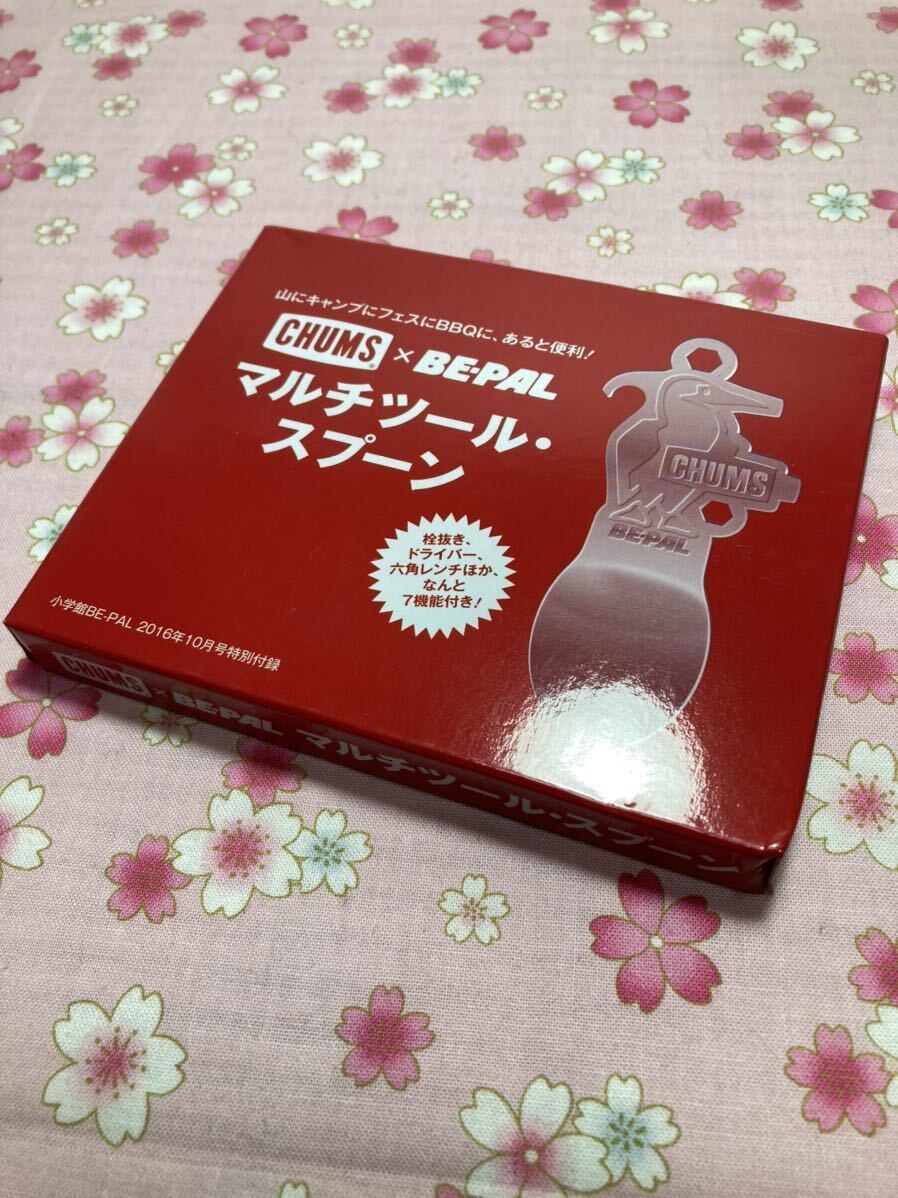 山にキャンプにフェスにBBQに、あると便利！
CHUMS × BE-PAL
マルチツール・
スプーン
CHUMS
BE-PAL
栓抜き、
ドライバー、
六角レンチほか、
なんと
7機能付き！
小学館BE-PAL 2016年10月号特別付録
CHUMS × BE-PAL マルチツール・スプーン